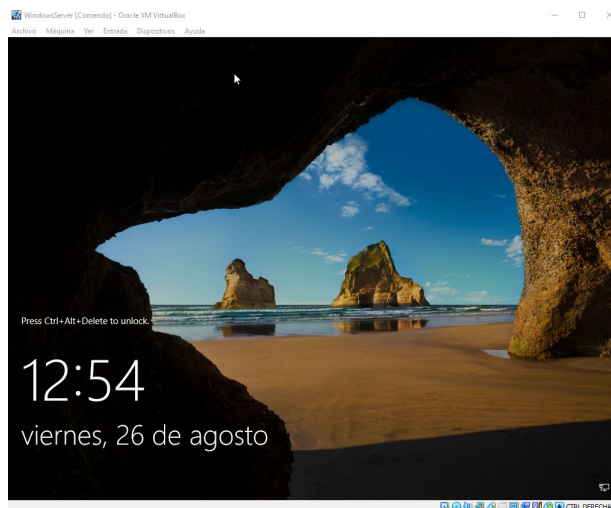 WindowsServer [Corriendo] - Oracle VM VirtualBox
Archivo Máquina Ver Entrada Dispositivos Ayuda
Press Ctrl+Alt+Delete to unlock.
12:54
viernes, 26 de agosto
CTRL DERECHA